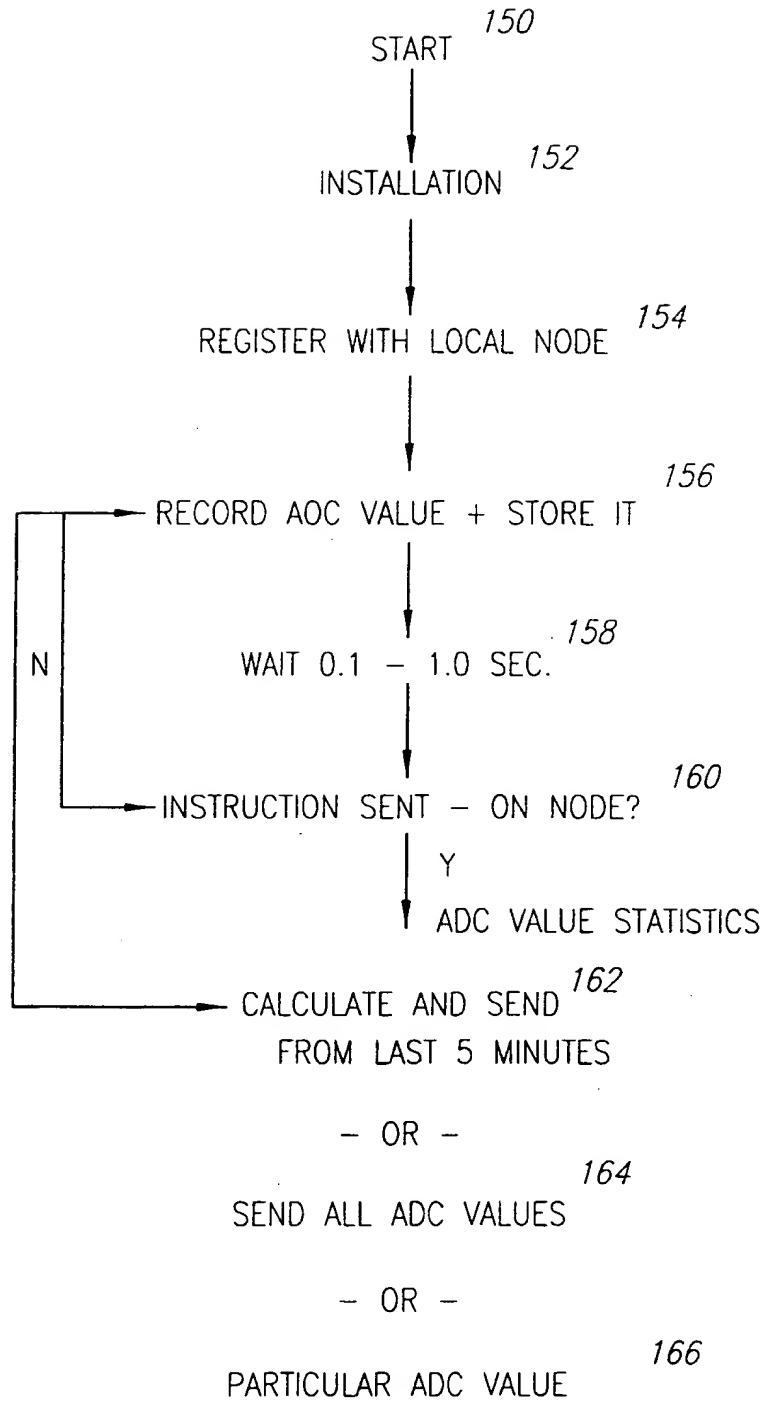 150
START
152
INSTALLATION
154
REGISTER WITH LOCAL NODE
156
RECORD AOC VALUE + STORE IT
158
N
WAIT 0.1 – 1.0 SEC.
160
INSTRUCTION SENT – ON NODE?
Y
ADC VALUE STATISTICS
162
CALCULATE AND SEND
FROM LAST 5 MINUTES
– OR –
164
SEND ALL ADC VALUES
– OR –
166
PARTICULAR ADC VALUE